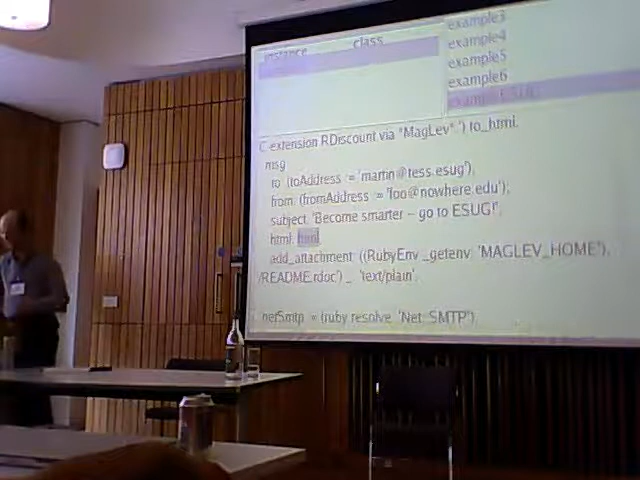 instance class
example3
example4
example5
example6
C extension RDiscount via "MagLev" ') to_html.
msg
to: (toAddress := 'martin@tess.esug');
from: (fromAddress := 'foo@nowhere.edu');
subject: 'Become smarter -- go to ESUG!';
html: html;
add_attachment: ((RubyEnv _getenv: 'MAGLEV_HOME'),
'/README.rdoc') _: 'text/plain'.
netSmtp := (ruby resolve: 'Net::SMTP')